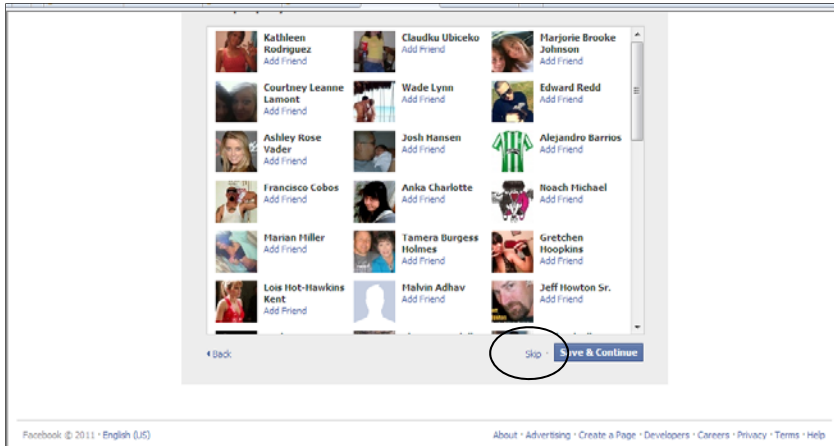 Kathleen Rodriguez
Add Friend
Claudku Ubiceko
Add Friend
Marjorie Brooke Johnson
Add Friend
Courtney Leanne Lamont
Add Friend
Wade Lynn
Add Friend
Edward Redd
Add Friend
Ashley Rose Vader
Add Friend
Josh Hansen
Add Friend
Alejandro Barrios
Add Friend
Francisco Cobos
Add Friend
Anka Charlotte
Add Friend
Noach Michael
Add Friend
Marian Miller
Add Friend
Tamera Burgess Holmes
Add Friend
Gretchen Hoopkins
Add Friend
Lois Hot-Hawkins Kent
Add Friend
Malvin Adhav
Add Friend
Jeff Howton Sr.
Add Friend
Back
Skip · Save & Continue
Facebook © 2011 · English (US)
About · Advertising · Create a Page · Developers · Careers · Privacy · Terms · Help